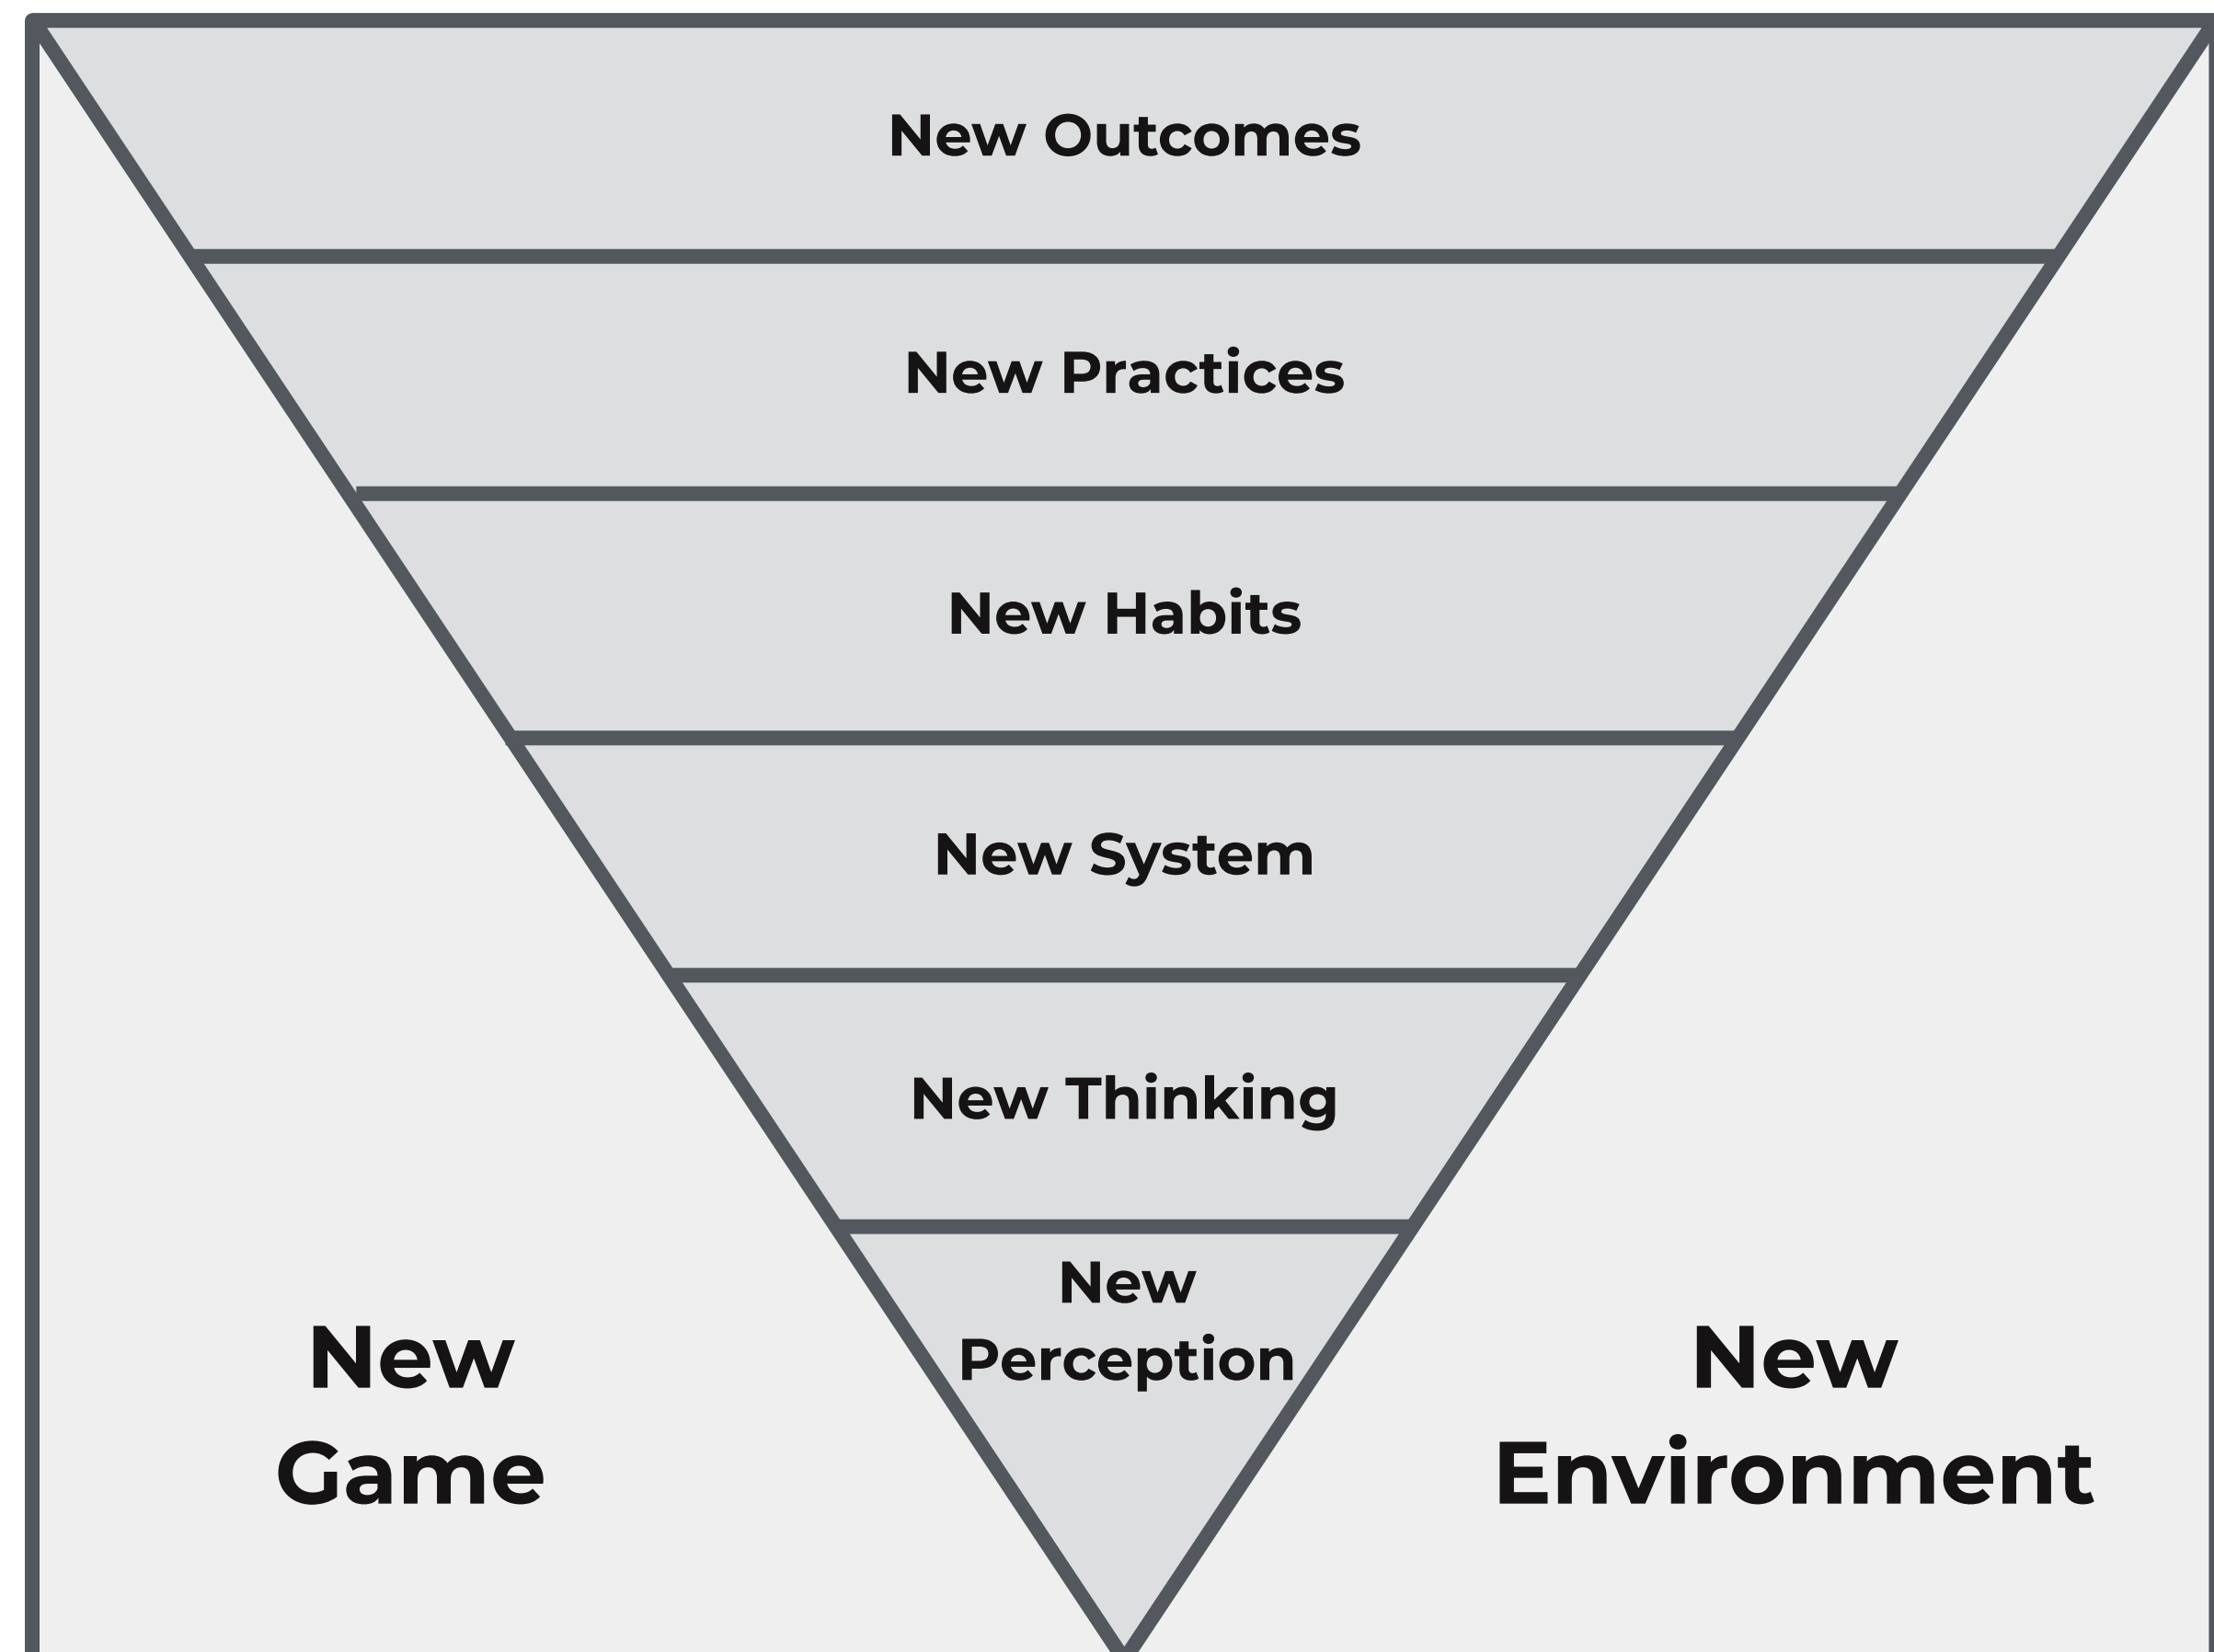 New Outcomes
New Practices
New Habits
New System
New Thinking
New
Perception
New
Game
New
Environment